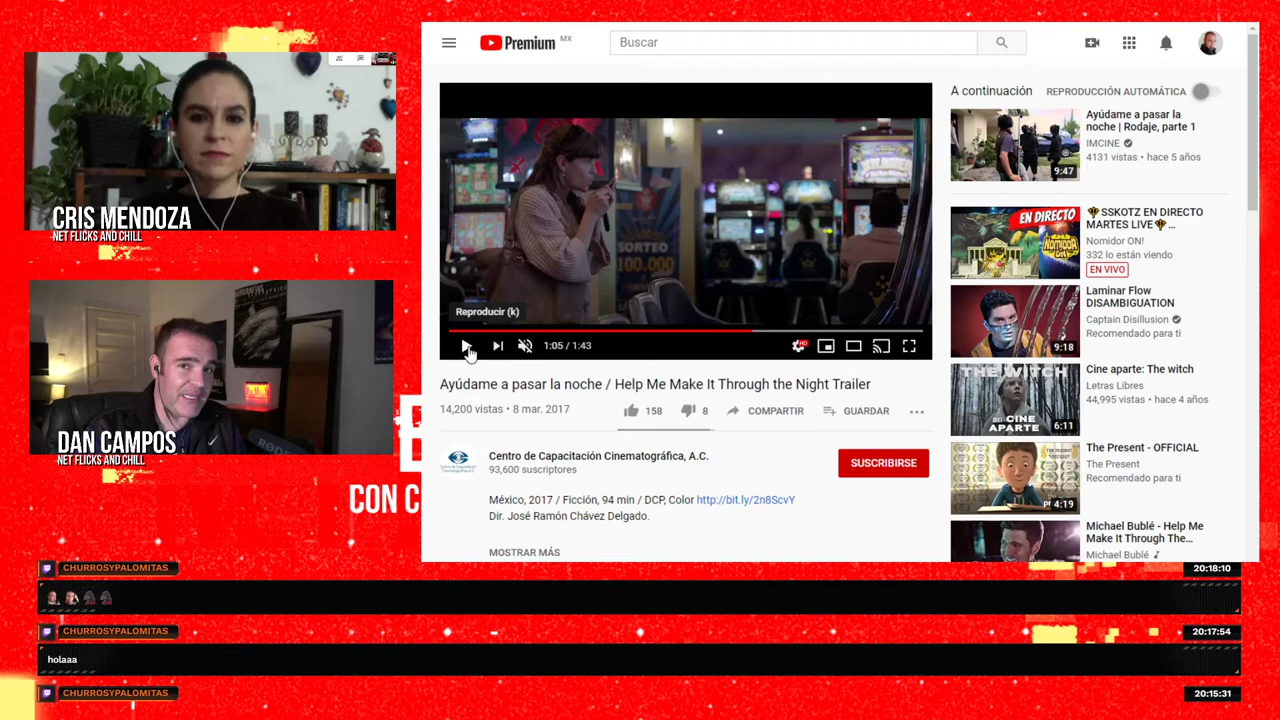 CRIS MENDOZA
NET FLICKS AND CHILL
DAN CAMPOS
NET FLICKS AND CHILL
CON C
Premium MX
Buscar
SORTEO
100.000
Reproducir (k)
1:05 / 1:43
HD
Ayúdame a pasar la noche / Help Me Make It Through the Night Trailer
14,200 vistas • 8 mar. 2017
158
8
COMPARTIR
GUARDAR
Centro de Capacitación Cinematográfica, A.C.
93,600 suscriptores
SUSCRIBIRSE
México, 2017 / Ficción, 94 min / DCP, Color http://bit.ly/2n8ScvY
Dir. José Ramón Chávez Delgado.
MOSTRAR MÁS
A continuación
REPRODUCCIÓN AUTOMÁTICA
9:47
Ayúdame a pasar la
noche | Rodaje, parte 1
IMCINE
4131 vistas • hace 5 años
EN DIRECTO
NOMIDOR ON!
SSKOTZ EN DIRECTO
MARTES LIVE ...
Nomidor ON!
332 lo están viendo
EN VIVO
9:18
Laminar Flow
DISAMBIGUATION
Captain Disillusion
Recomendado para ti
THE WITCH
EN CINE
APARTE
6:11
Cine aparte: The witch
Letras Libres
44,995 vistas • hace 4 años
4:19
The Present - OFFICIAL
The Present
Recomendado para ti
Michael Bublé - Help Me
Make It Through The...
Michael Bublé
CHURROSYPALOMITAS
20:18:10
CHURROSYPALOMITAS
20:17:54
holaaa
CHURROSYPALOMITAS
20:15:31